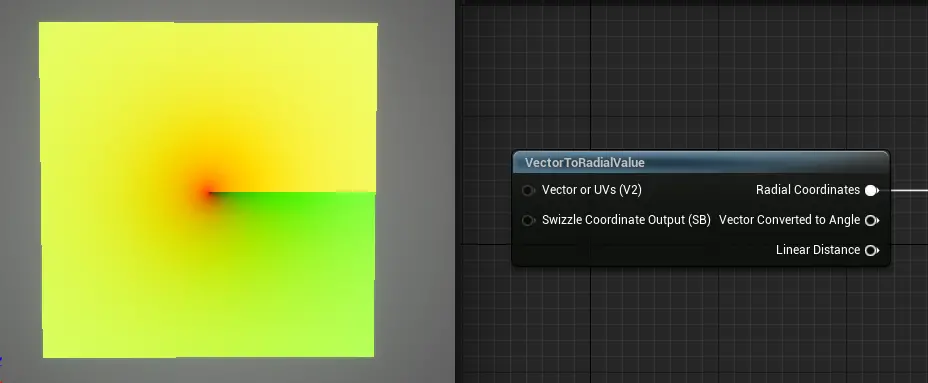 VectorToRadialValue
Vector or UVs (V2) Radial Coordinates
Swizzle Coordinate Output (SB) Vector Converted to Angle
Linear Distance